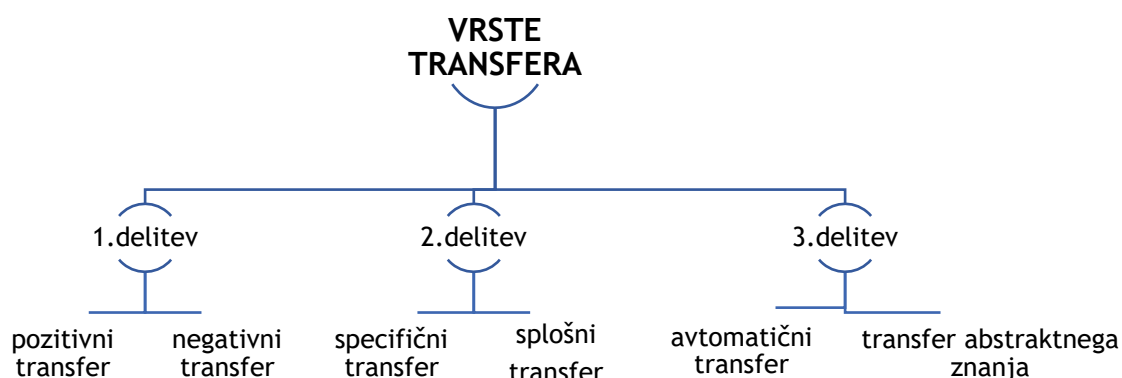 VRSTE
TRANSFERA
1.delitev
2.delitev
3.delitev
pozitivni
transfer
negativni
transfer
specifični
transfer
splošni
transfer
avtomatični
transfer
transfer abstraktnega
znanja